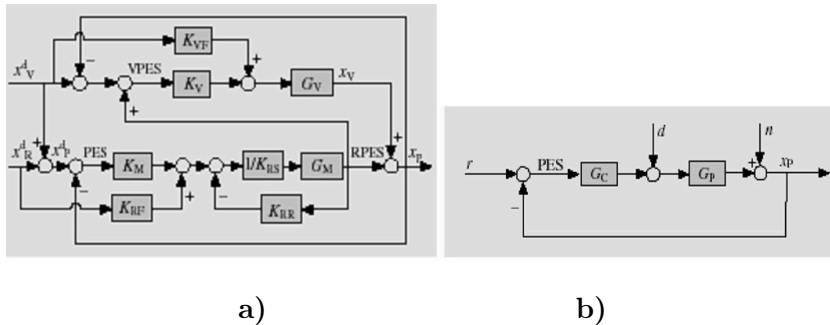 K_VF
x^d_V
VPES
K_V
G_V
x_V
−
+
+
+
+
x^d_R
x^d_P
PES
K_M
1/K_RS
G_M
RPES
x_p
−
K_RF
+
−
K_RR
r
PES
G_C
d
G_P
+
n
x_P
−
a)
b)